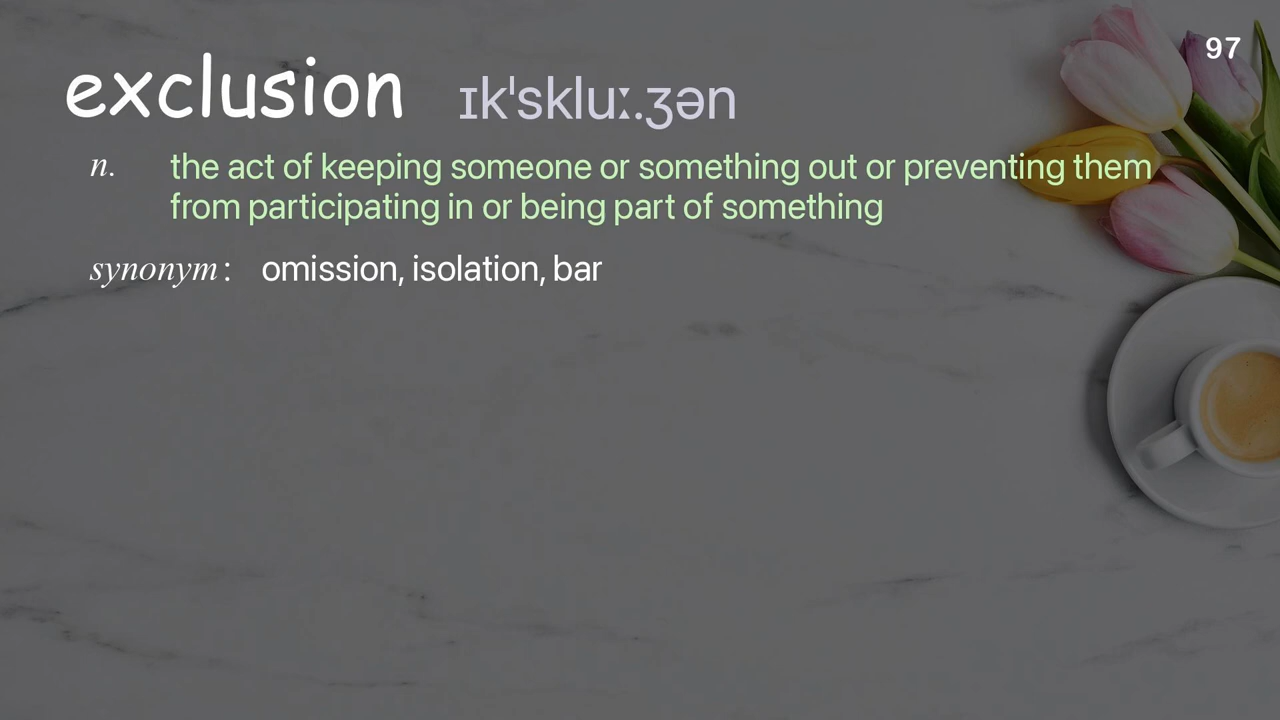 97
exclusion ɪkˈskluː.ʒən
n. the act of keeping someone or something out or preventing them
from participating in or being part of something
synonym: omission, isolation, bar